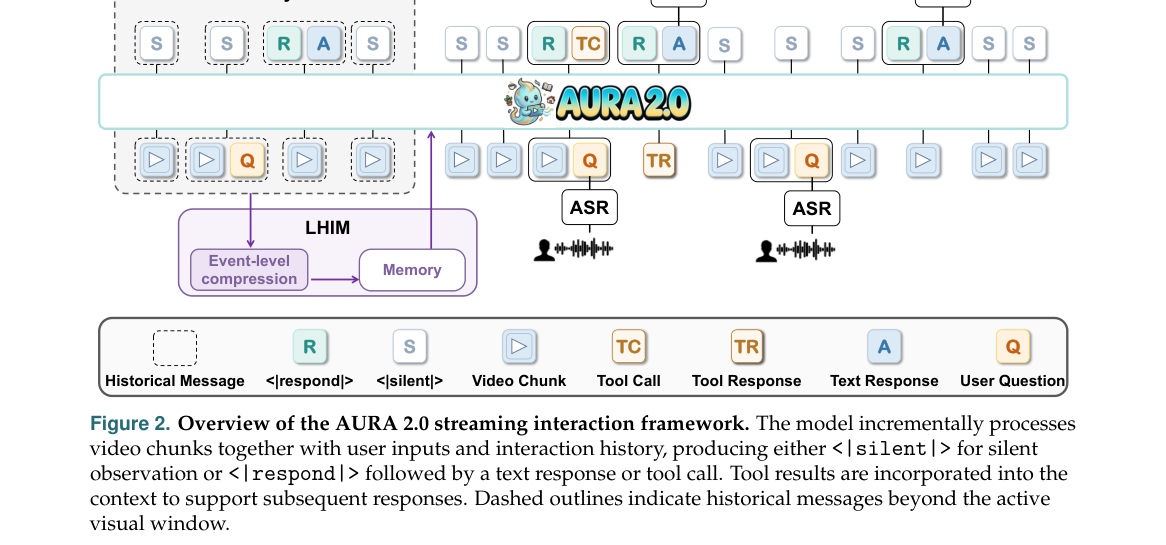 S S R A S S S R TC R A S S S R A S S
AURA 2.0
Q Q TR Q
ASR ASR
LHIM
Event-level
compression
Memory
R S TC TR A Q
Historical Message <|respond|> <|silent|> Video Chunk Tool Call Tool Response Text Response User Question
Figure 2. Overview of the AURA 2.0 streaming interaction framework. The model incrementally processes
video chunks together with user inputs and interaction history, producing either <|silent|> for silent
observation or <|respond|> followed by a text response or tool call. Tool results are incorporated into the
context to support subsequent responses. Dashed outlines indicate historical messages beyond the active
visual window.